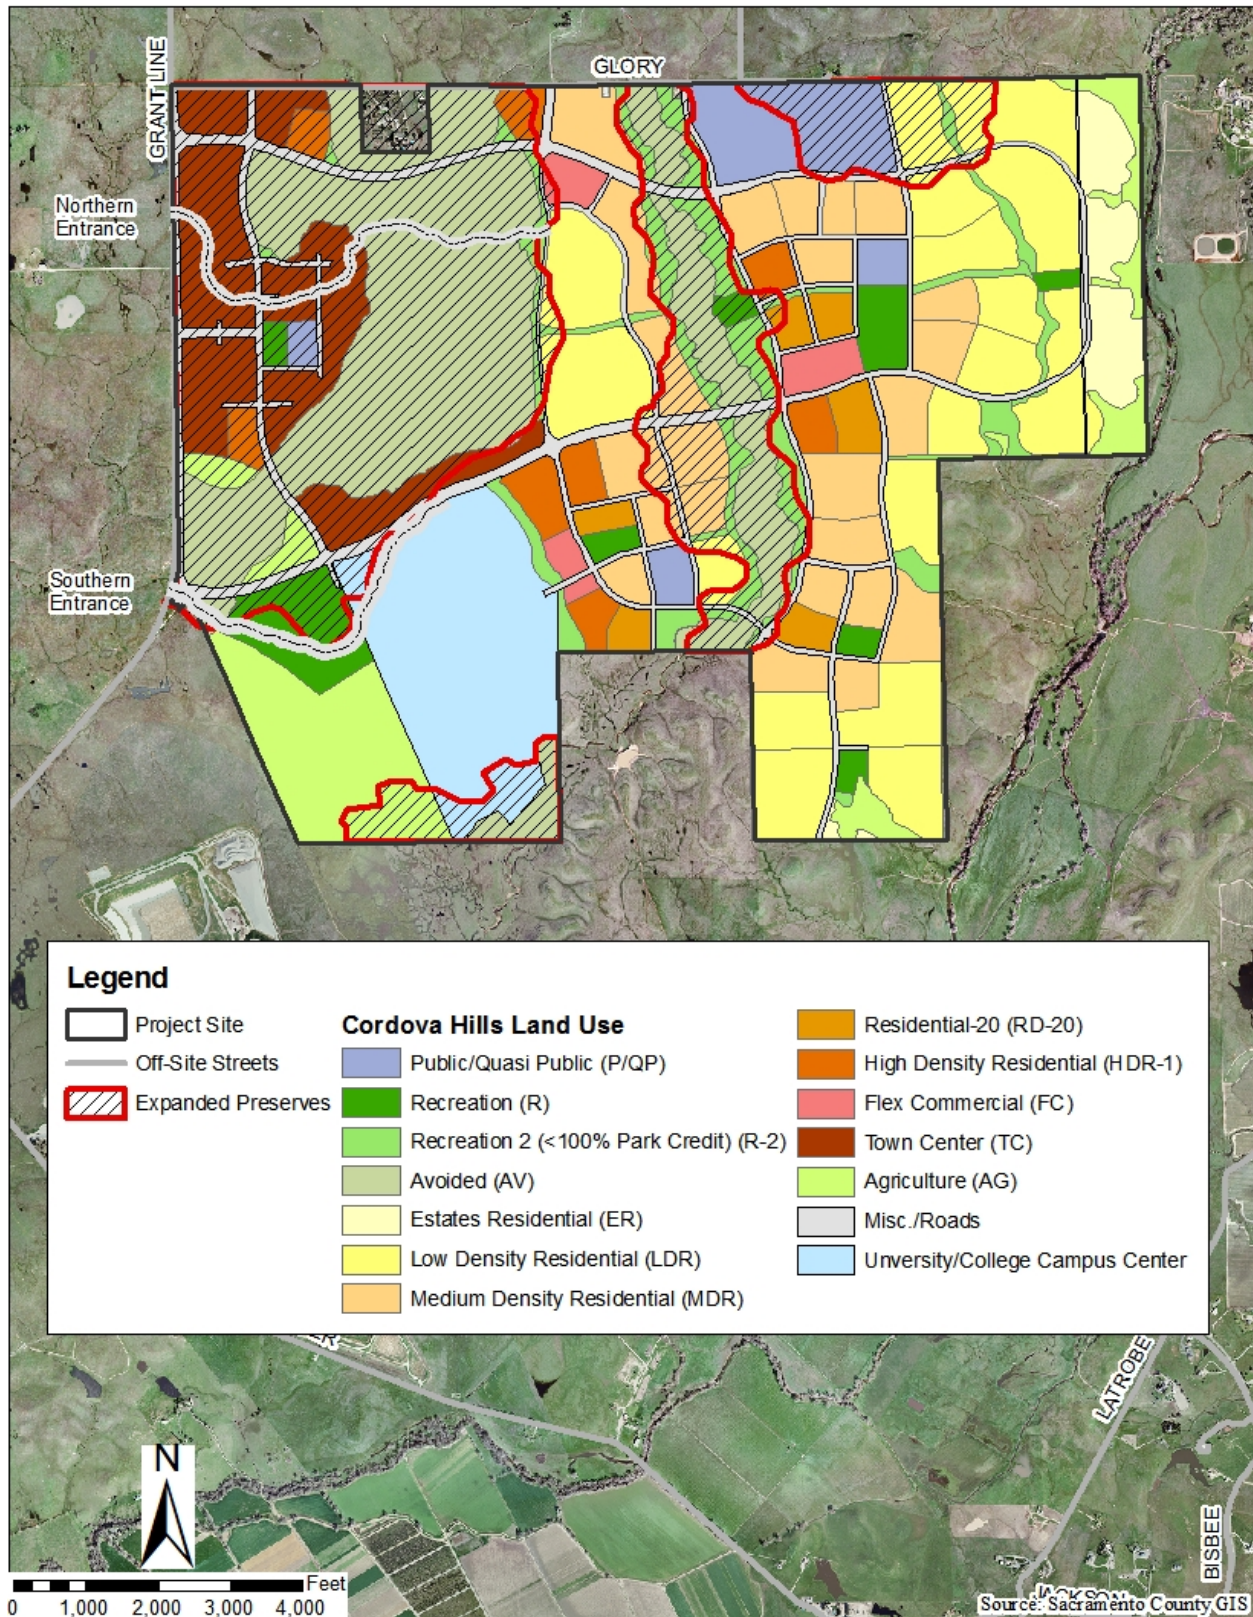 GLORY
GRANTLINE
Northern
Entrance
Southern
Entrance
Legend
Project Site
Off-Site Streets
Expanded Preserves
Cordova Hills Land Use
Public/Quasi Public (P/QP)
Recreation (R)
Recreation 2 (<100% Park Credit) (R-2)
Avoided (AV)
Estates Residential (ER)
Low Density Residential (LDR)
Medium Density Residential (MDR)
Residential-20 (RD-20)
High Density Residential (HDR-1)
Flex Commercial (FC)
Town Center (TC)
Agriculture (AG)
Misc./Roads
Unversity/College Campus Center
LATROBE
BISBEE
JACKSON
N
Feet
0 1,000 2,000 3,000 4,000
Source: Sacramento County GIS